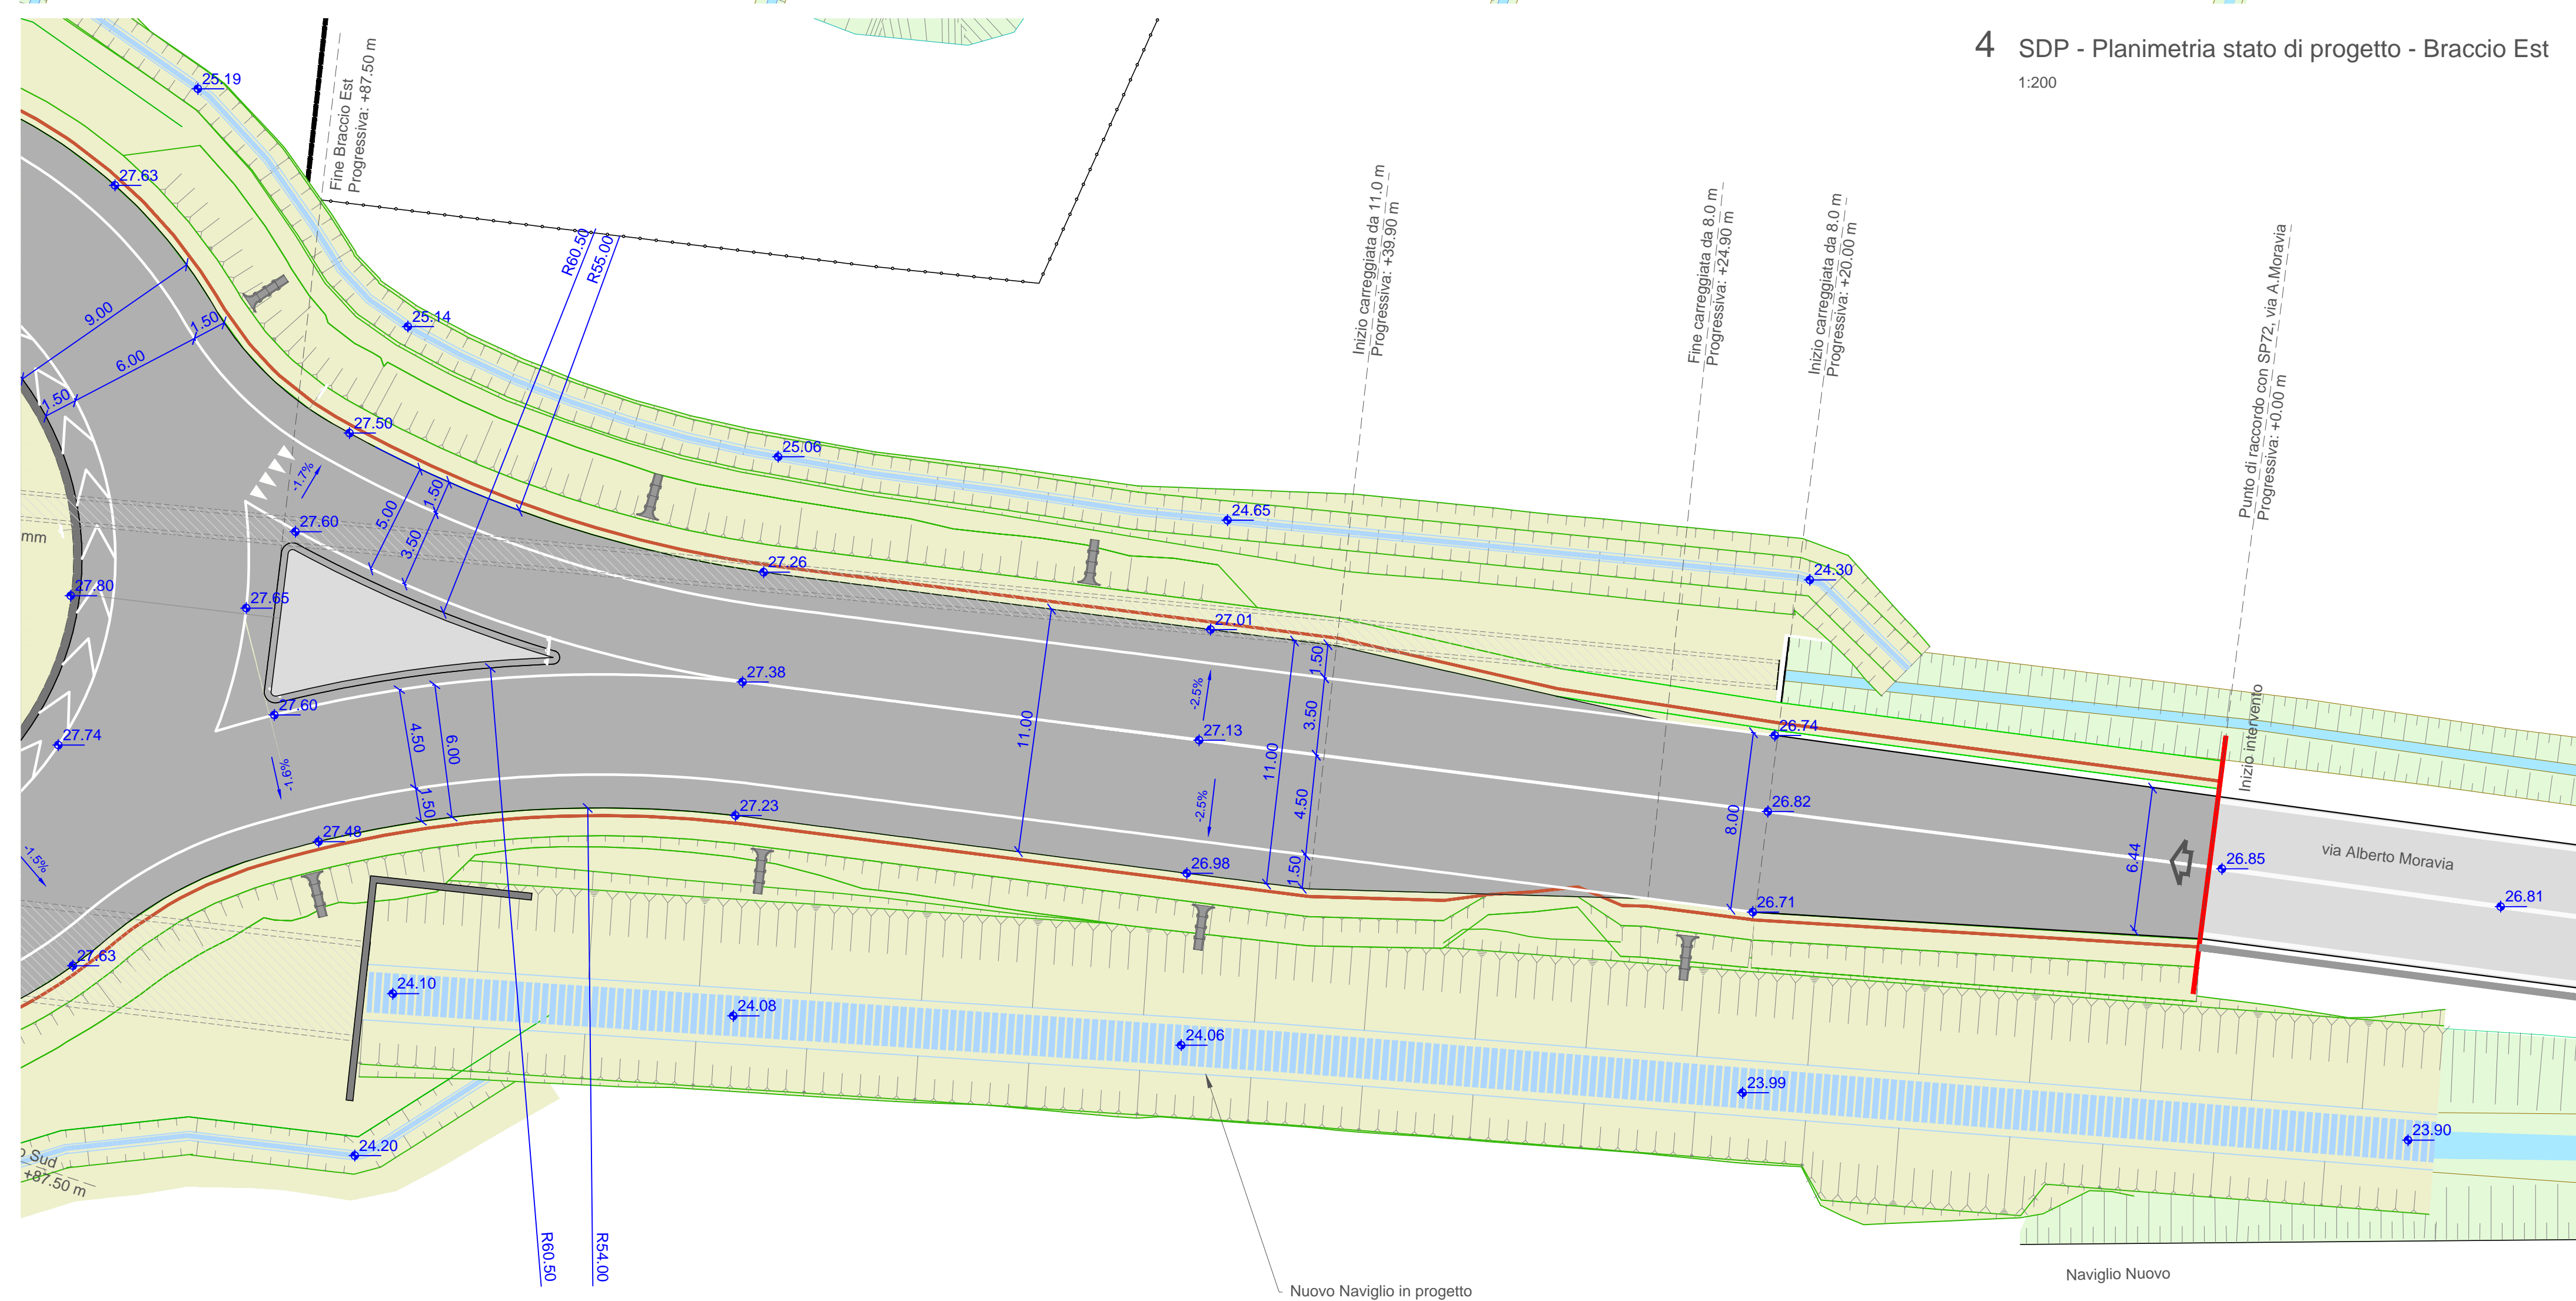 4 SDP - Planimetria stato di progetto - Braccio Est
1:200
Fine Braccio Est
Progressiva: +87.50 m
Inizio carreggiata da 11.0 m
Progressiva: +39.90 m
Fine carreggiata da 8.0 m
Progressiva: +24.90 m
Inizio carreggiata da 8.0 m
Progressiva: +20.00 m
Punto di raccordo con SP72, via A.Moravia
Progressiva: +0.00 m
Inizio intervento
25.19
27.63
25.14
27.50
25.06
24.65
24.30
R60.50
R55.00
9.00
1.50
6.00
1.50
-1.7%
5.00
1.50
3.50
27.60
mm
27.80
27.65
27.26
27.01
27.38
27.13
-2.5%
-2.5%
11.00
11.00
1.50
3.50
4.50
1.50
26.74
26.82
26.71
8.00
6.44
26.85
via Alberto Moravia
26.81
27.60
27.74
-1.6%
4.50
6.00
1.50
27.48
27.23
26.98
-1.5%
27.63
24.10
24.08
24.06
23.99
23.90
24.20
o Sud
+87.50 m
R60.50
R54.00
Nuovo Naviglio in progetto
Naviglio Nuovo